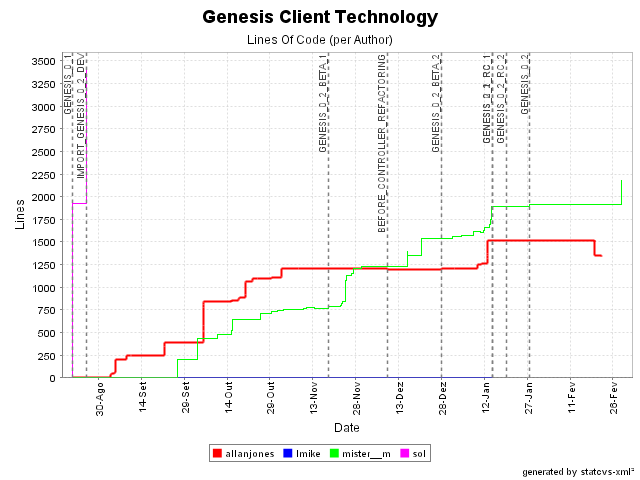 Genesis Client Technology
Lines Of Code (per Author)
GENESIS_0_1
IMPORT_GENESIS_0_2_DEV
GENESIS_0_2_BETA_1
BEFORE_CONTROLLER_REFACTORING
GENESIS_0_2_BETA_2
GENESIS_0_2_RC_1
GENESIS_0_2_RC_2
GENESIS_0_2
Lines
3500
3250
3000
2750
2500
2250
2000
1750
1500
1250
1000
750
500
250
0
30-Ago
14-Set
29-Set
14-Out
29-Out
13-Nov
28-Nov
13-Dez
28-Dez
12-Jan
27-Jan
11-Fev
26-Fev
Date
allanjones
lmike
mister__m
sol
generated by statcvs-xml²